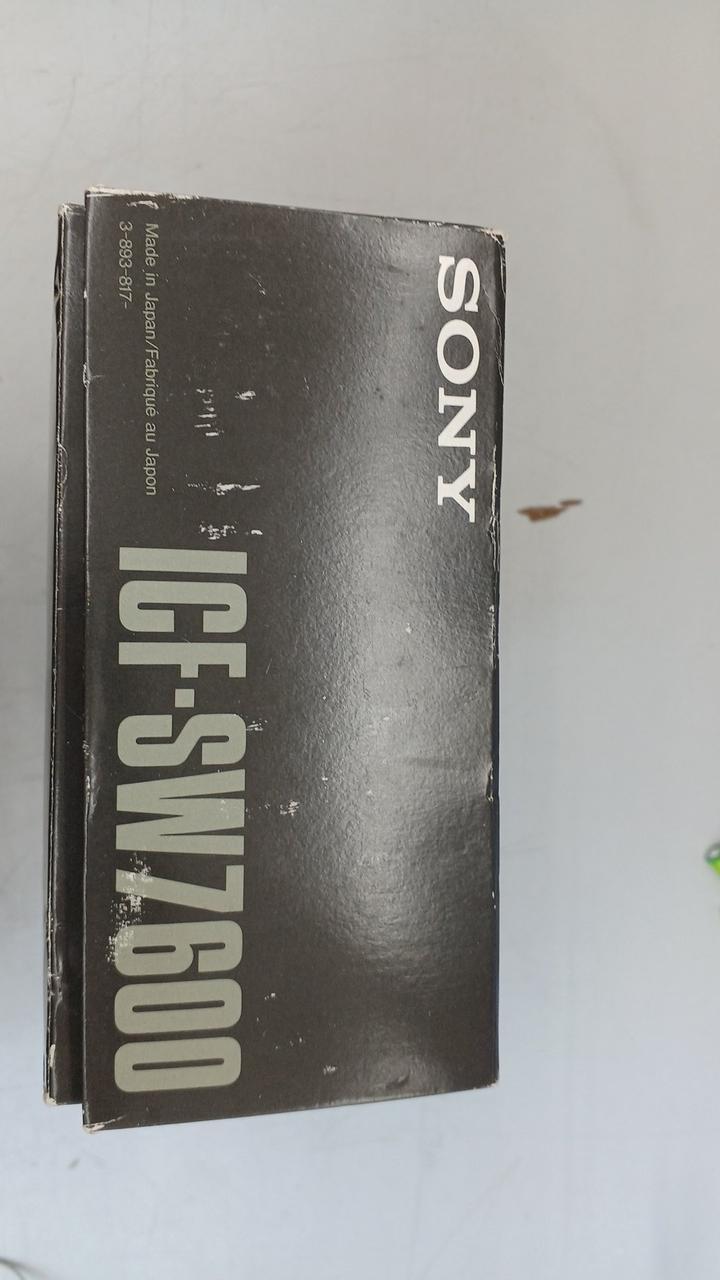 SONY
ICF-SW7600
Made in Japan/Fabriqué au Japon
3-893-817-